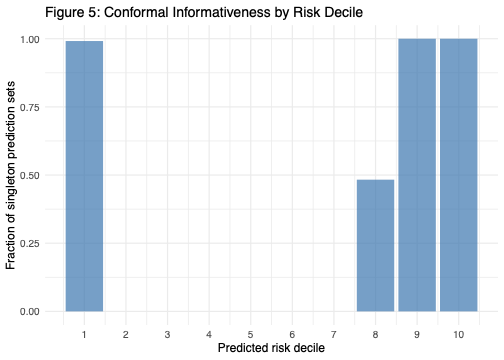 Figure 5: Conformal Informativeness by Risk Decile
Fraction of singleton prediction sets
1.00
0.75
0.50
0.25
0.00
1 2 3 4 5 6 7 8 9 10
Predicted risk decile